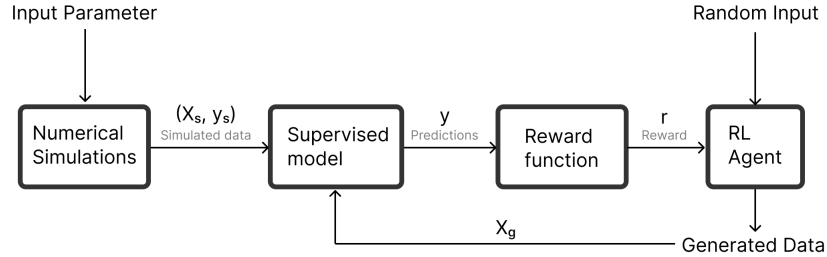 Input Parameter
Random Input
Numerical
Simulations
(Xs, ys)
Simulated data
Supervised
model
y
Predictions
Reward
function
r
Reward
RL
Agent
Xg
Generated Data